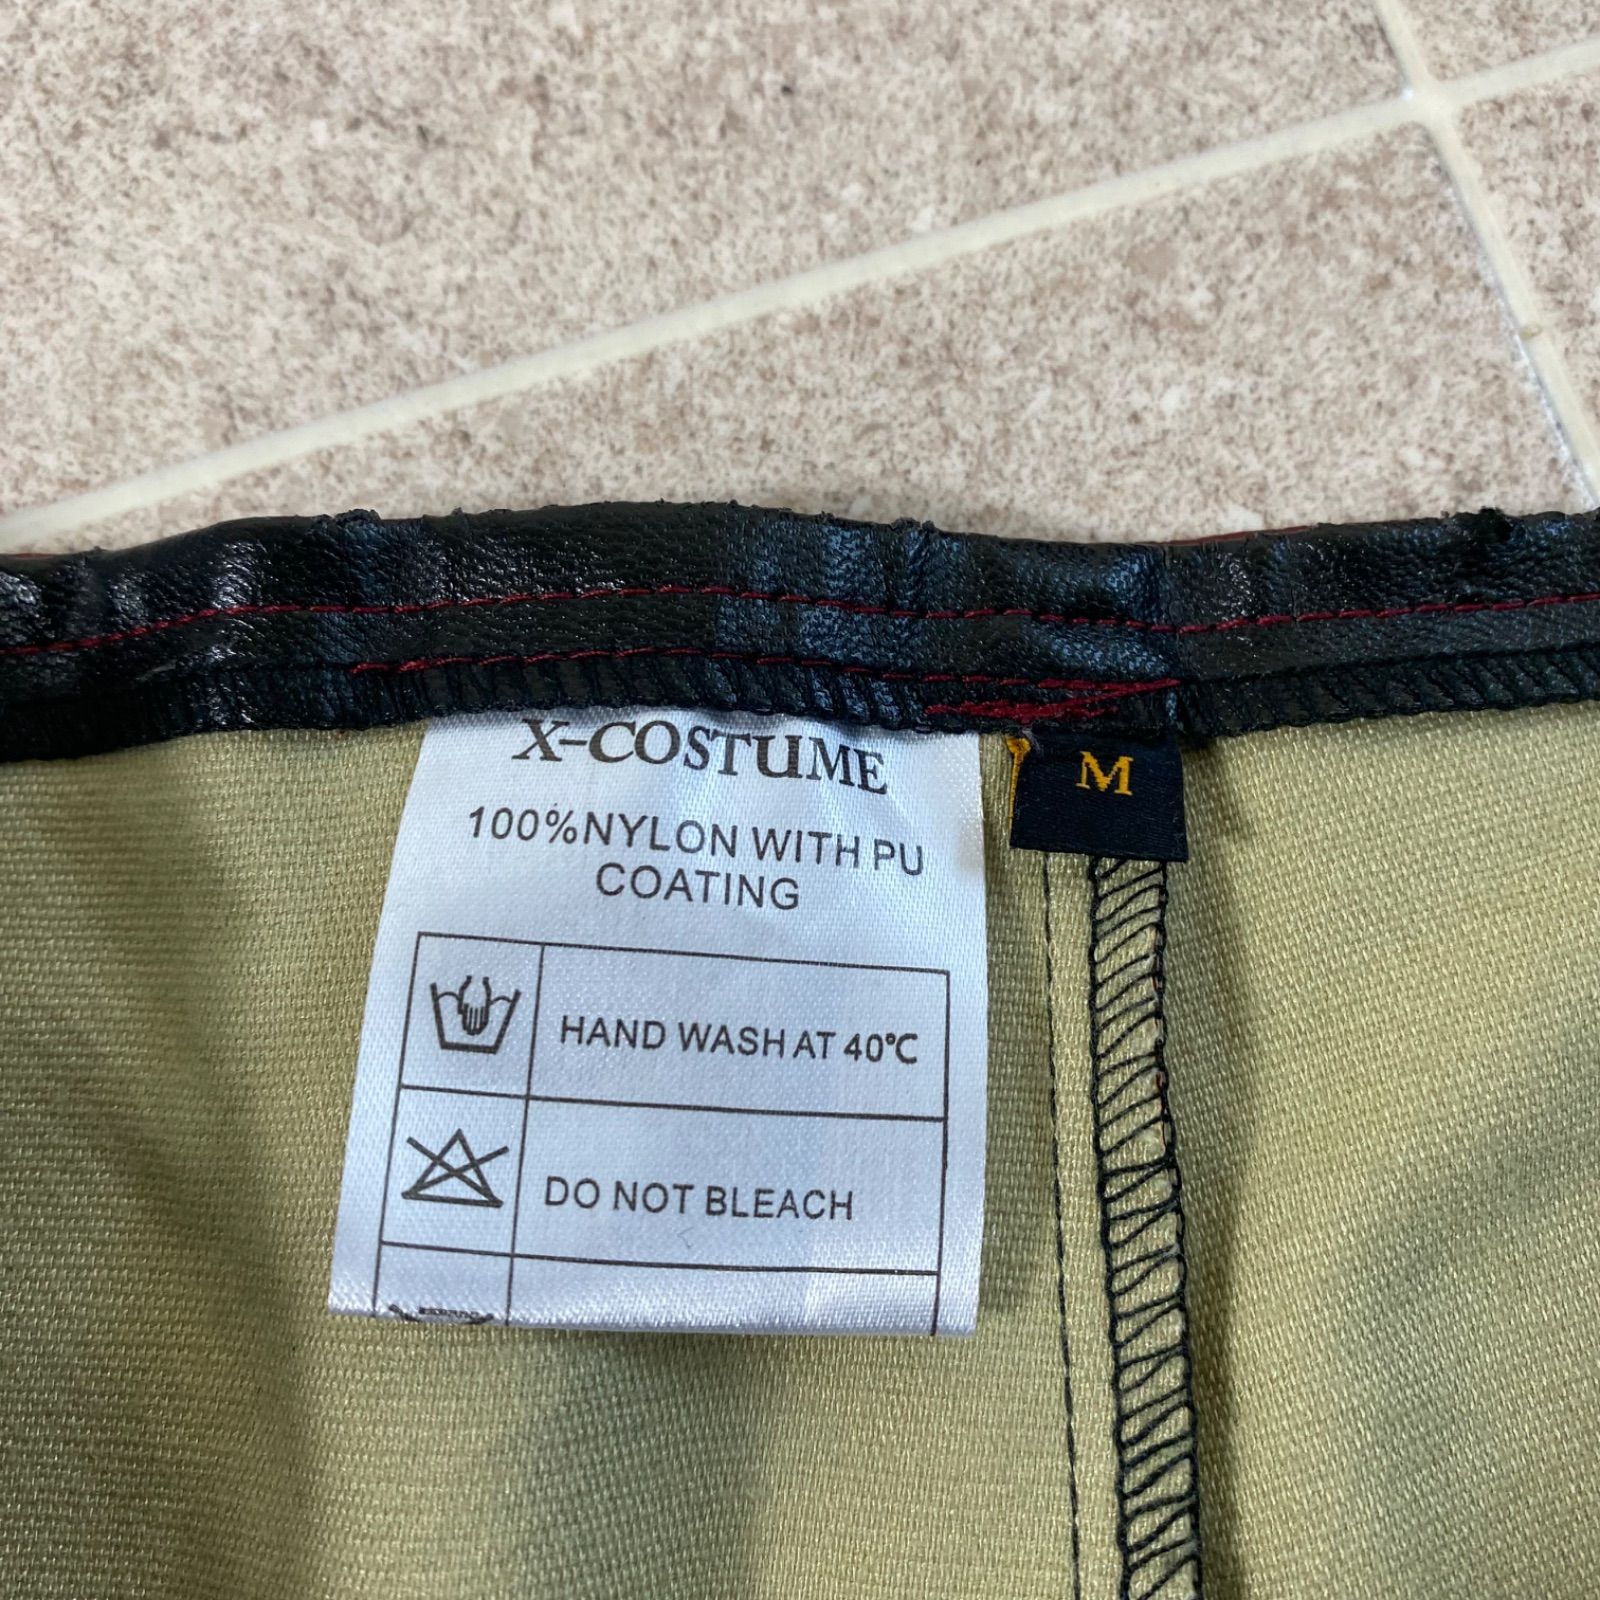 X-COSTUME
M
100%NYLON WITH PU
COATING
HAND WASH AT 40℃
DO NOT BLEACH